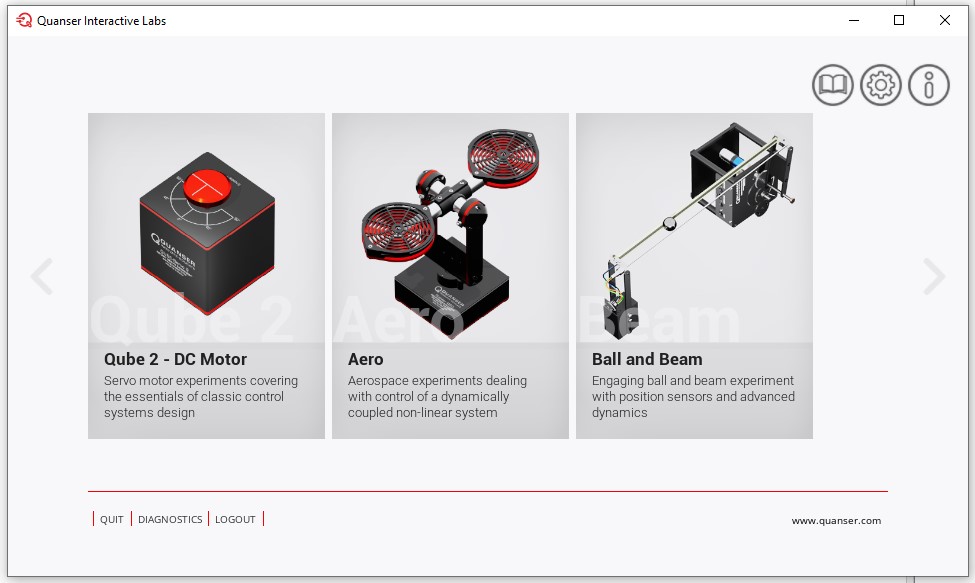 Quanser Interactive Labs
QUANSER
Qube 2
Qube 2 - DC Motor
Servo motor experiments covering
the essentials of classic control
systems design
QUANSER
Aero
Aero
Aerospace experiments dealing
with control of a dynamically
coupled non-linear system
Beam
Ball and Beam
Engaging ball and beam experiment
with position sensors and advanced
dynamics
QUIT
DIAGNOSTICS
LOGOUT
www.quanser.com